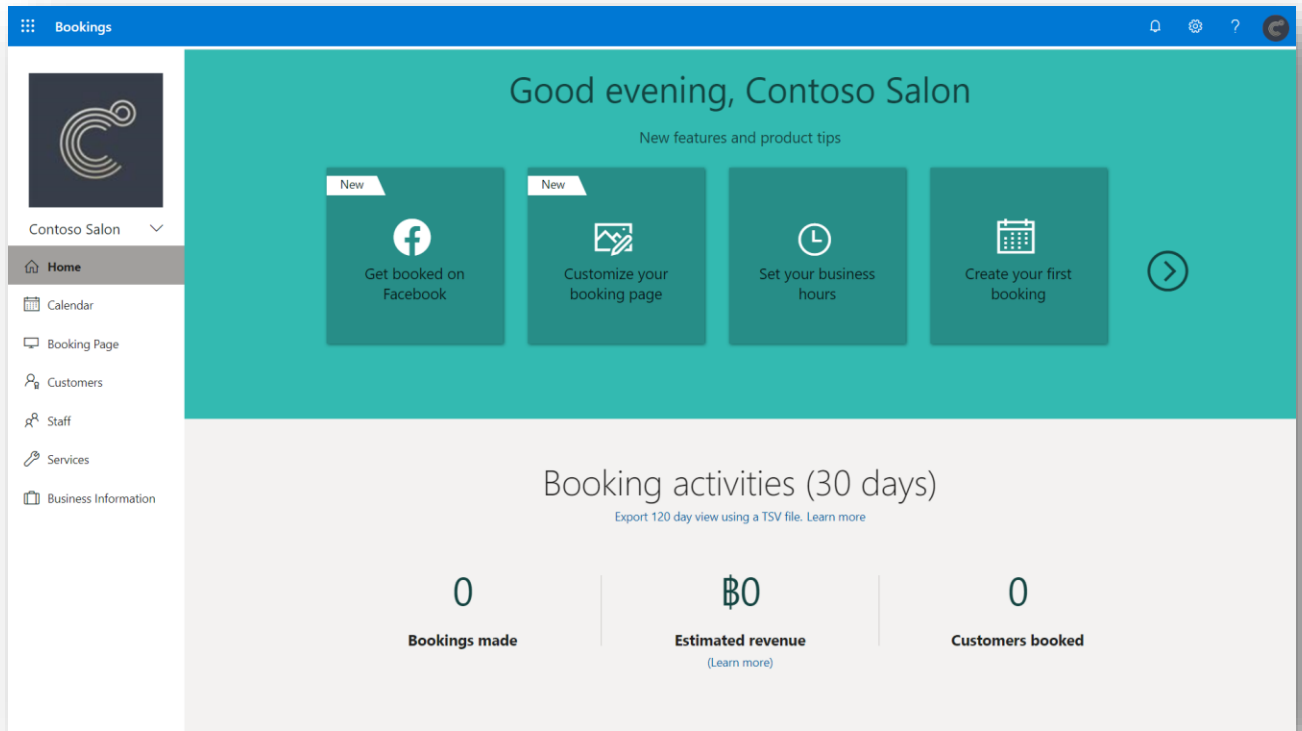 Bookings
?
Contoso Salon
Home
Calendar
Booking Page
Customers
Staff
Services
Business Information
Good evening, Contoso Salon
New features and product tips
New
Get booked on
Facebook
New
Customize your
booking page
Set your business
hours
Create your first
booking
Booking activities (30 days)
Export 120 day view using a TSV file. Learn more
0
Bookings made
฿0
Estimated revenue
(Learn more)
0
Customers booked